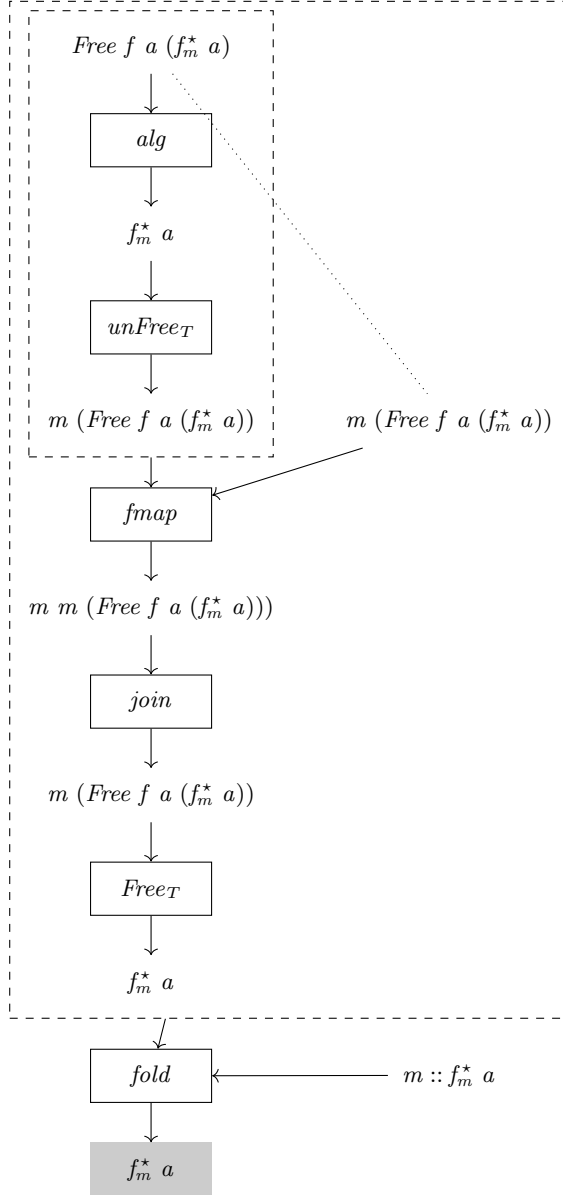 Free f a (f⋆m a)
alg
f⋆m a
unFreeT
m (Free f a (f⋆m a)) m (Free f a (f⋆m a))
fmap
m m (Free f a (f⋆m a)))
join
m (Free f a (f⋆m a))
FreeT
f⋆m a
fold m :: f⋆m a
f⋆m a